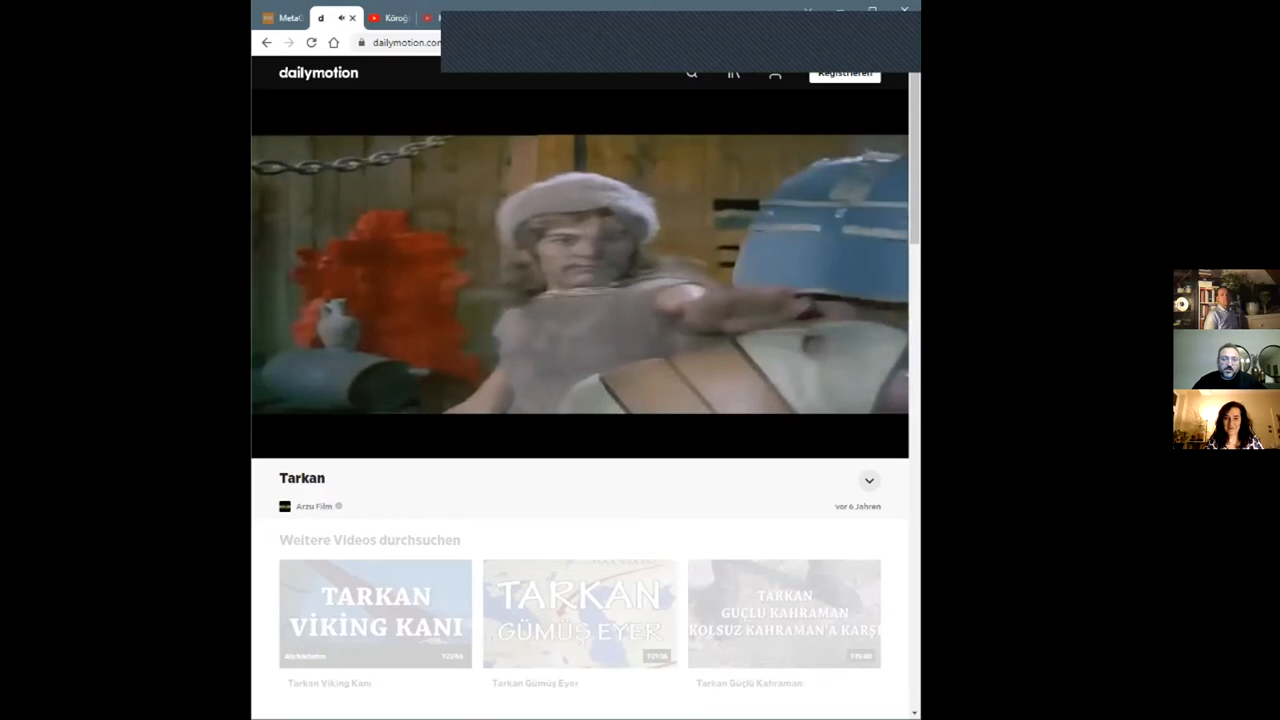 Meta
d
Köroğ
dailymotion.com
dailymotion
Registrieren
Tarkan
Arzu Film
vor 6 Jahren
Weitere Videos durchsuchen
TARKAN
VİKİNG KANI
TARKAN
GÜMÜŞ EYER
TARKAN
GÜÇLÜ KAHRAMAN
KOLSUZ KAHRAMAN'A KARŞI
Tarkan Viking Kanı
Tarkan Gümüş Eyer
Tarkan Güçlü Kahraman